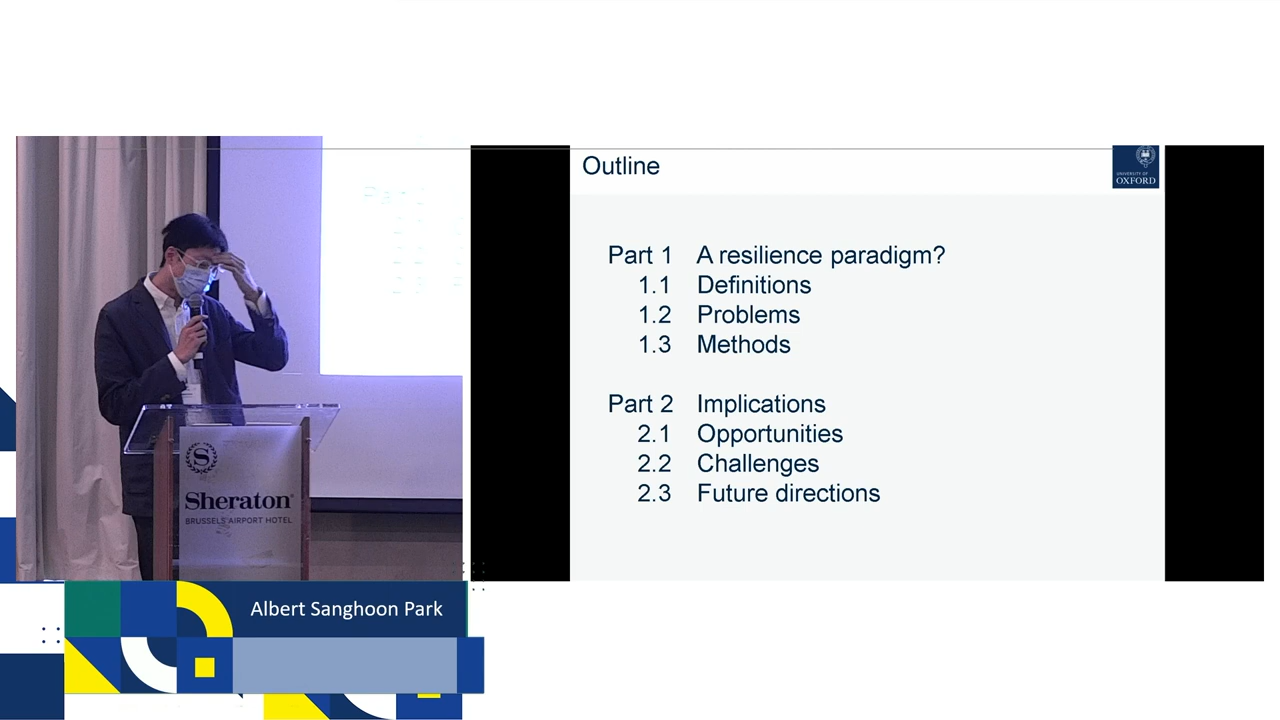 Outline
UNIVERSITY OF
OXFORD
Part 1 A resilience paradigm?
1.1 Definitions
1.2 Problems
1.3 Methods
Part 2 Implications
2.1 Opportunities
2.2 Challenges
2.3 Future directions
S
Sheraton
BRUSSELS AIRPORT HOTEL
Albert Sanghoon Park